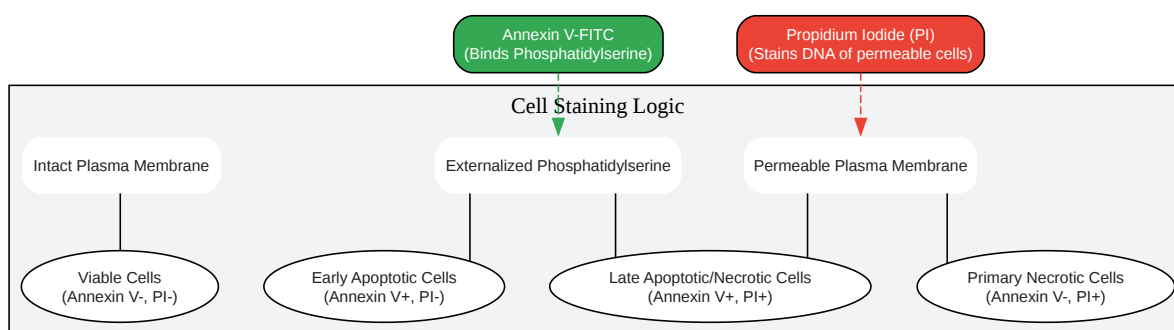 Annexin V-FITC
(Binds Phosphatidylserine)
Propidium Iodide (PI)
(Stains DNA of permeable cells)
Cell Staining Logic
Intact Plasma Membrane
Externalized Phosphatidylserine
Permeable Plasma Membrane
Viable Cells
(Annexin V-, PI-)
Early Apoptotic Cells
(Annexin V+, PI-)
Late Apoptotic/Necrotic Cells
(Annexin V+, PI+)
Primary Necrotic Cells
(Annexin V-, PI+)